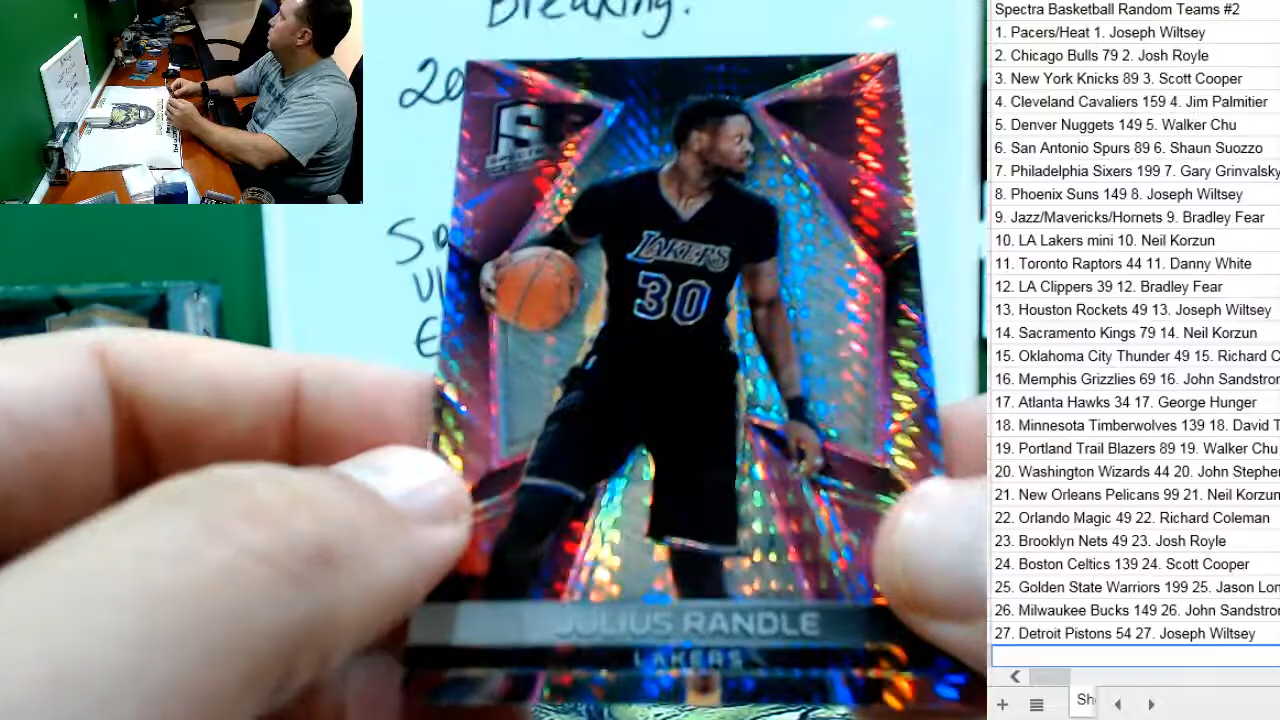 Breaking.
20
So
E
S
LAKERS
30
JULIUS RANDLE
LAKERS
Spectra Basketball Random Teams #2
1. Pacers/Heat 1. Joseph Wiltsey
2. Chicago Bulls 79 2. Josh Royle
3. New York Knicks 89 3. Scott Cooper
4. Cleveland Cavaliers 159 4. Jim Palmitier
5. Denver Nuggets 149 5. Walker Chu
6. San Antonio Spurs 89 6. Shaun Suozzo
7. Philadelphia Sixers 199 7. Gary Grinvalsky
8. Phoenix Suns 149 8. Joseph Wiltsey
9. Jazz/Mavericks/Hornets 9. Bradley Fear
10. LA Lakers mini 10. Neil Korzun
11. Toronto Raptors 44 11. Danny White
12. LA Clippers 39 12. Bradley Fear
13. Houston Rockets 49 13. Joseph Wiltsey
14. Sacramento Kings 79 14. Neil Korzun
15. Oklahoma City Thunder 49 15. Richard C
16. Memphis Grizzlies 69 16. John Sandstron
17. Atlanta Hawks 34 17. George Hunger
18. Minnesota Timberwolves 139 18. David T
19. Portland Trail Blazers 89 19. Walker Chu
20. Washington Wizards 44 20. John Stephe
21. New Orleans Pelicans 99 21. Neil Korzun
22. Orlando Magic 49 22. Richard Coleman
23. Brooklyn Nets 49 23. Josh Royle
24. Boston Celtics 139 24. Scott Cooper
25. Golden State Warriors 199 25. Jason Lon
26. Milwaukee Bucks 149 26. John Sandstro
27. Detroit Pistons 54 27. Joseph Wiltsey
Sh